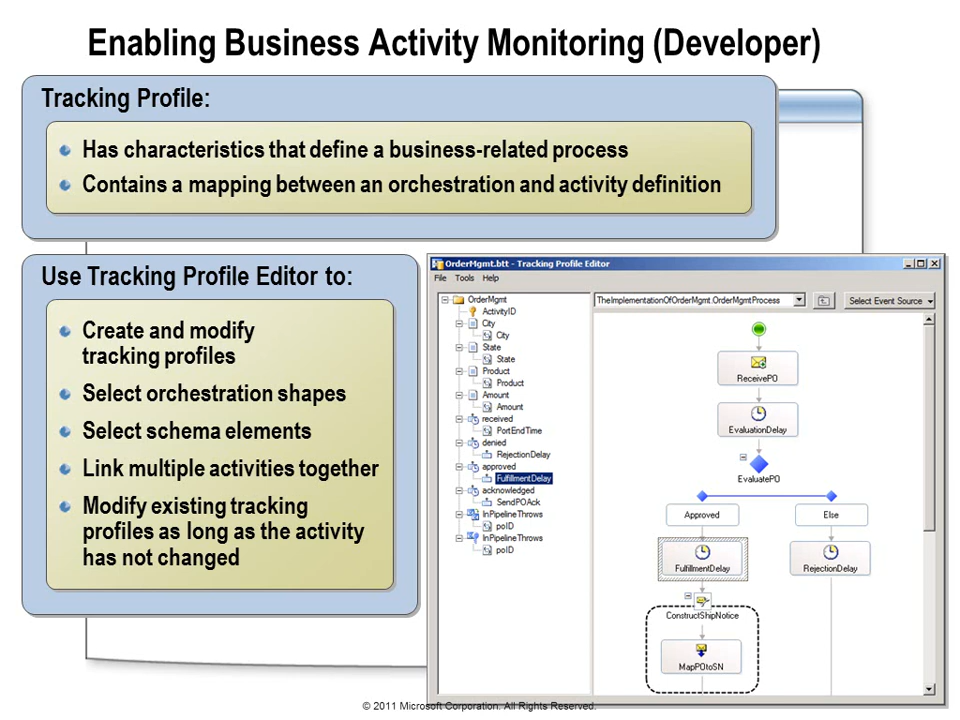 Enabling Business Activity Monitoring (Developer)
Tracking Profile:
Has characteristics that define a business-related process
Contains a mapping between an orchestration and activity definition
Use Tracking Profile Editor to:
Create and modify
tracking profiles
Select orchestration shapes
Select schema elements
Link multiple activities together
Modify existing tracking
profiles as long as the activity
has not changed
OrderMgmt.btt - Tracking Profile Editor
File Tools Help
OrderMgmt
ActivityID
City
City
State
State
Product
Product
Amount
Amount
received
PortEndTime
denied
RejectionDelay
approved
FulfillmentDelay
acknowledged
SendPOAck
InPipelineThrows
poID
InPipelineThrows
poID
TheImplementationOfOrderMgmt.OrderMgmtProcess
Select Event Source
ReceivePO
EvaluationDelay
EvaluatePO
Approved
Else
FulfillmentDelay
RejectionDelay
ConstructShipNotice
MapPOtoSN
© 2011 Microsoft Corporation. All Rights Reserved.